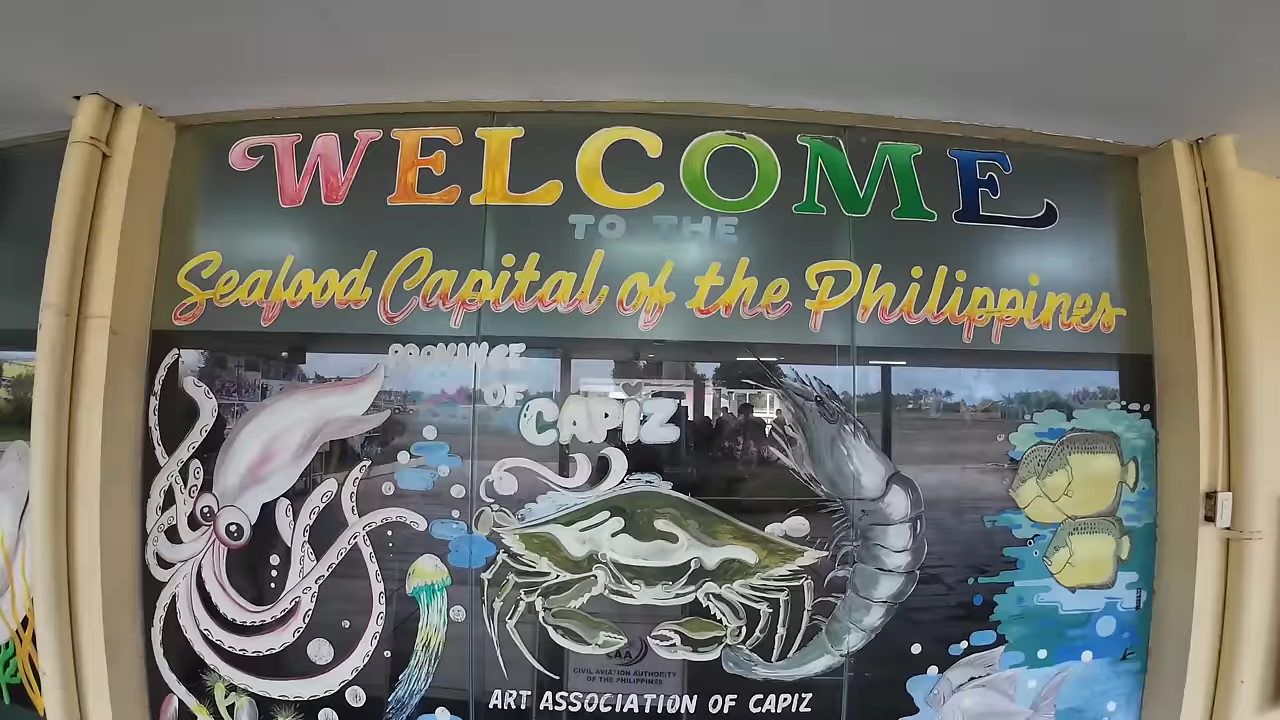 WELCOME
TO THE
Seafood Capital of the Philippines
PROVINCE
OF
CAPIZ
CAA
CIVIL AVIATION AUTHORITY
OF THE PHILIPPINES
ART ASSOCIATION OF CAPIZ